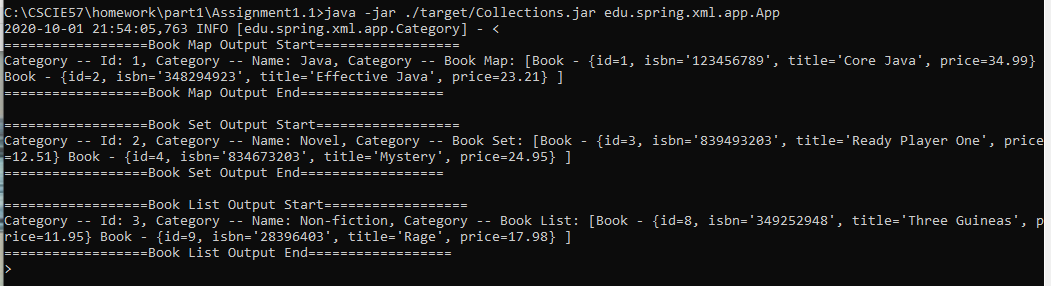 C:\CSCIE57\homework\part1\Assignment1.1>java -jar ./target/Collections.jar edu.spring.xml.app.App
2020-10-01 21:54:05,763 INFO [edu.spring.xml.app.Category] - <
==================Book Map Output Start==================
Category -- Id: 1, Category -- Name: Java, Category -- Book Map: [Book - {id=1, isbn='123456789', title='Core Java', price=34.99}
Book - {id=2, isbn='348294923', title='Effective Java', price=23.21} ]
==================Book Map Output End==================
==================Book Set Output Start==================
Category -- Id: 2, Category -- Name: Novel, Category -- Book Set: [Book - {id=3, isbn='839493203', title='Ready Player One', price
=12.51} Book - {id=4, isbn='834673203', title='Mystery', price=24.95} ]
==================Book Set Output End==================
==================Book List Output Start==================
Category -- Id: 3, Category -- Name: Non-fiction, Category -- Book List: [Book - {id=8, isbn='349252948', title='Three Guineas', p
rice=11.95} Book - {id=9, isbn='28396403', title='Rage', price=17.98} ]
==================Book List Output End==================
>